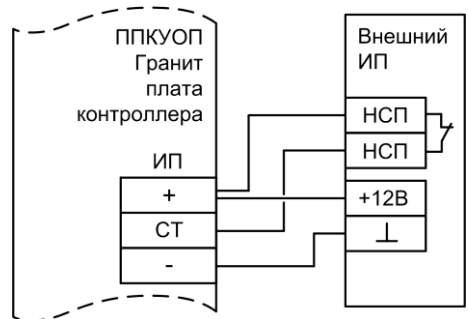 ППКУОП
Гранит
плата
контроллера
ИП
+
СТ
-
Внешний
ИП
НСП
НСП
+12В